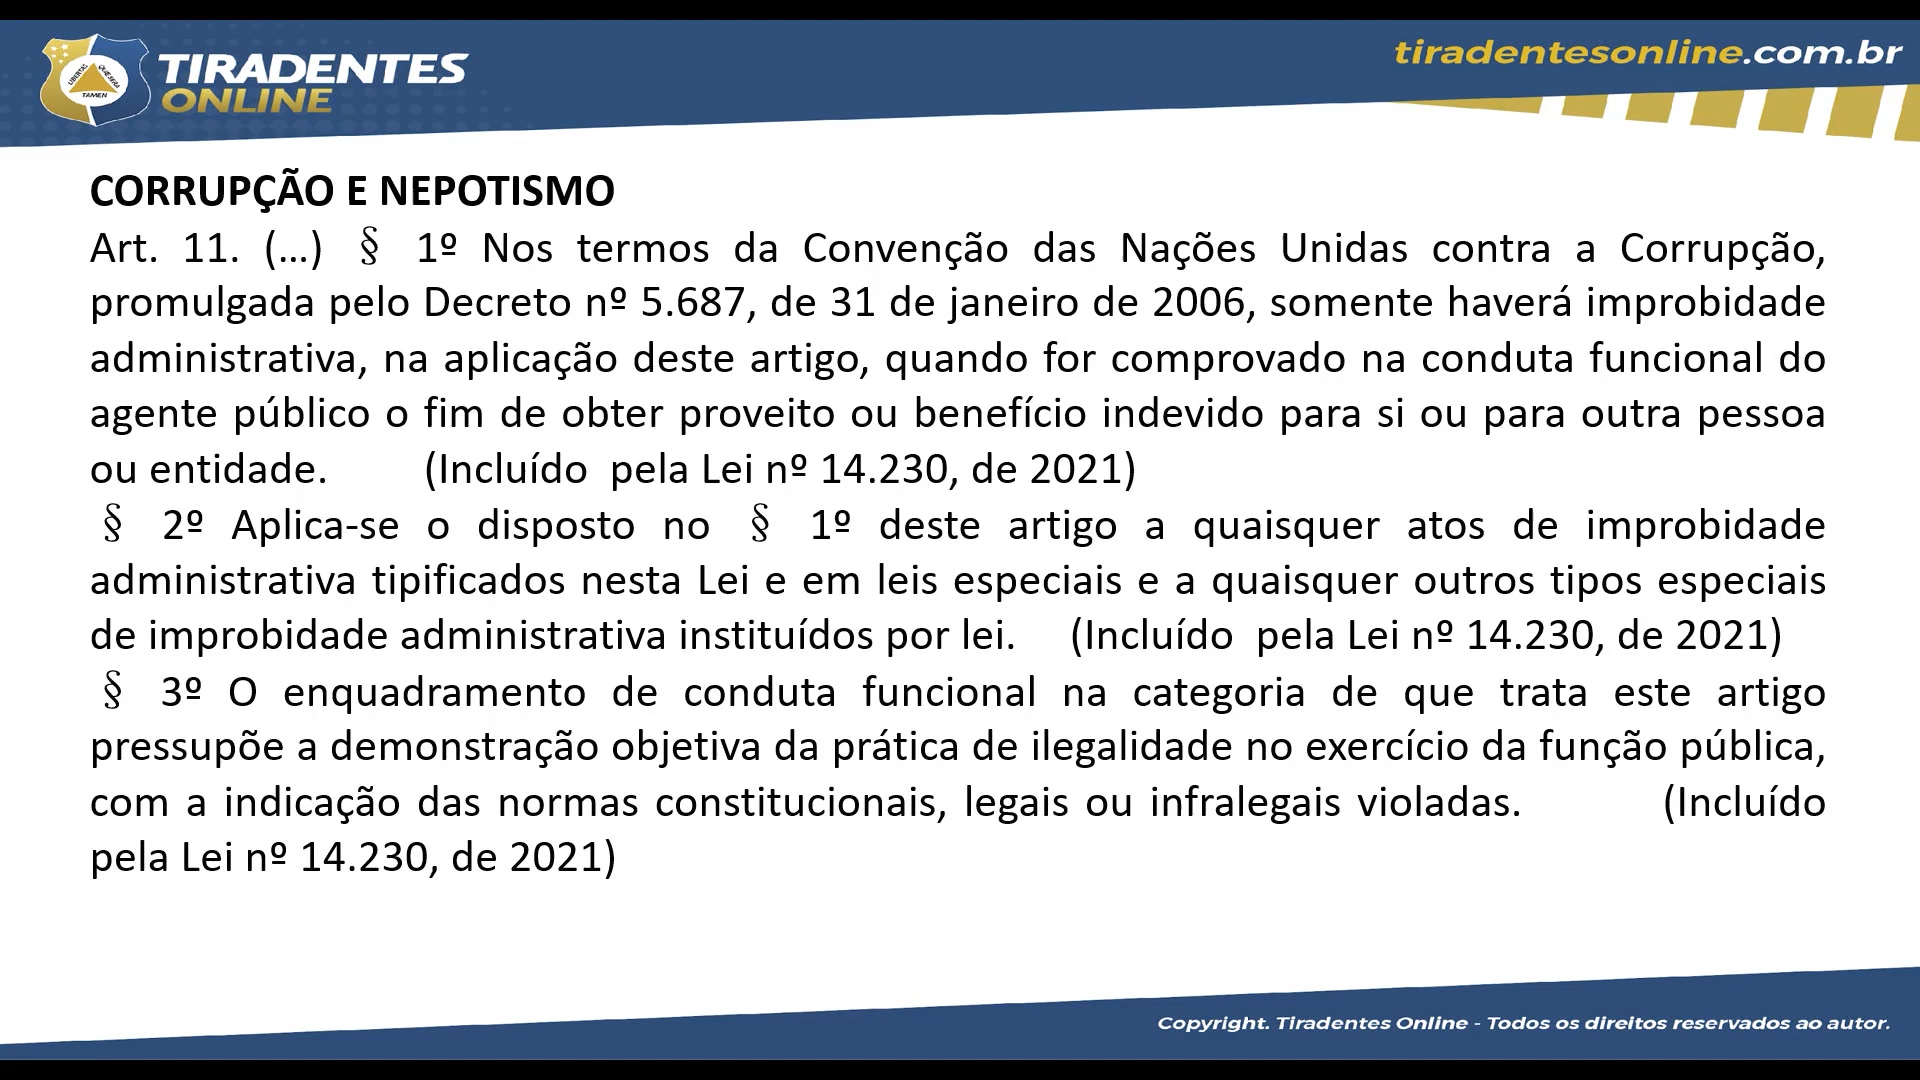 TIRADENTES
ONLINE
LIBERTAS QUAE SERA
TAMEN
tiradentesonline.com.br
CORRUPÇÃO E NEPOTISMO
Art. 11. (...) § 1º Nos termos da Convenção das Nações Unidas contra a Corrupção,
promulgada pelo Decreto nº 5.687, de 31 de janeiro de 2006, somente haverá improbidade
administrativa, na aplicação deste artigo, quando for comprovado na conduta funcional do
agente público o fim de obter proveito ou benefício indevido para si ou para outra pessoa
ou entidade. (Incluído pela Lei nº 14.230, de 2021)
§ 2º Aplica-se o disposto no § 1º deste artigo a quaisquer atos de improbidade
administrativa tipificados nesta Lei e em leis especiais e a quaisquer outros tipos especiais
de improbidade administrativa instituídos por lei. (Incluído pela Lei nº 14.230, de 2021)
§ 3º O enquadramento de conduta funcional na categoria de que trata este artigo
pressupõe a demonstração objetiva da prática de ilegalidade no exercício da função pública,
com a indicação das normas constitucionais, legais ou infralegais violadas. (Incluído
pela Lei nº 14.230, de 2021)
Copyright. Tiradentes Online - Todos os direitos reservados ao autor.